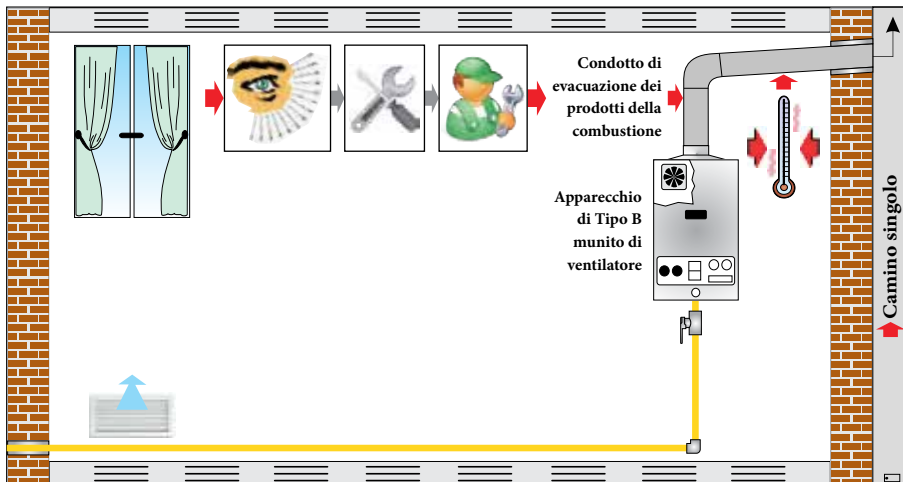 Condotto di
evacuazione dei
prodotti della
combustione
Apparecchio
di Tipo B
munito di
ventilatore
Camino singolo